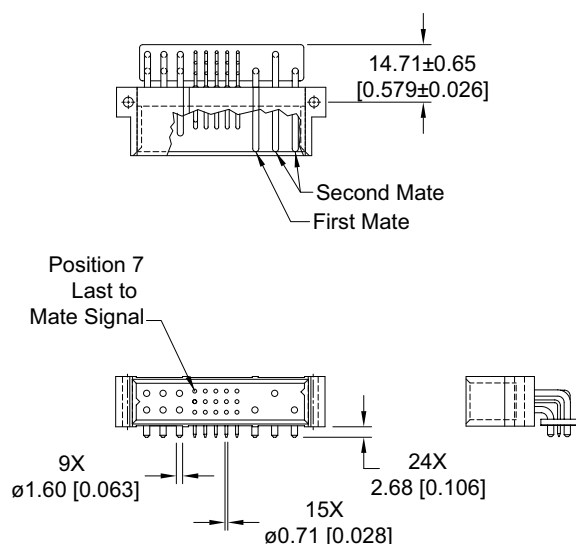 14.71±0.65
[0.579±0.026]
Second Mate
First Mate
Position 7
Last to
Mate Signal
9X
ø1.60 [0.063]
24X
2.68 [0.106]
15X
ø0.71 [0.028]